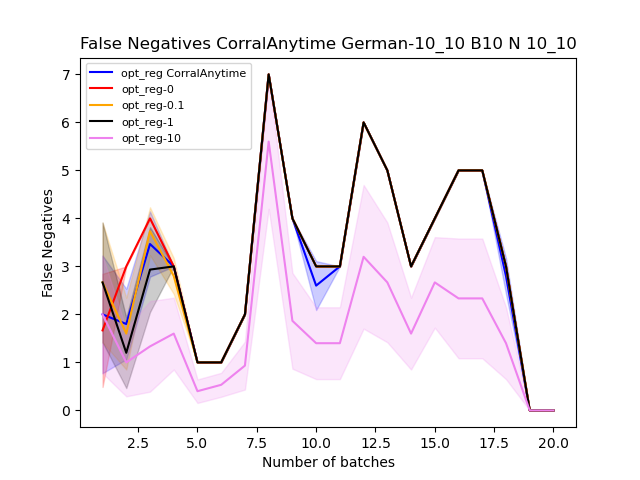 False Negatives CorralAnytime German-10_10 B10 N 10_10
opt_reg CorralAnytime
opt_reg-0
opt_reg-0.1
opt_reg-1
opt_reg-10
False Negatives
7
6
5
4
3
2
1
0
2.5 5.0 7.5 10.0 12.5 15.0 17.5 20.0
Number of batches